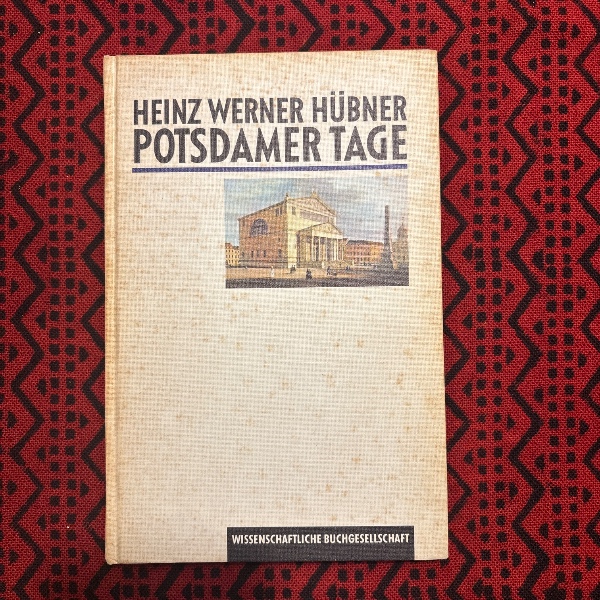 HEINZ WERNER HÜBNER
POTSDAMER TAGE
WISSENSCHAFTLICHE BUCHGESELLSCHAFT